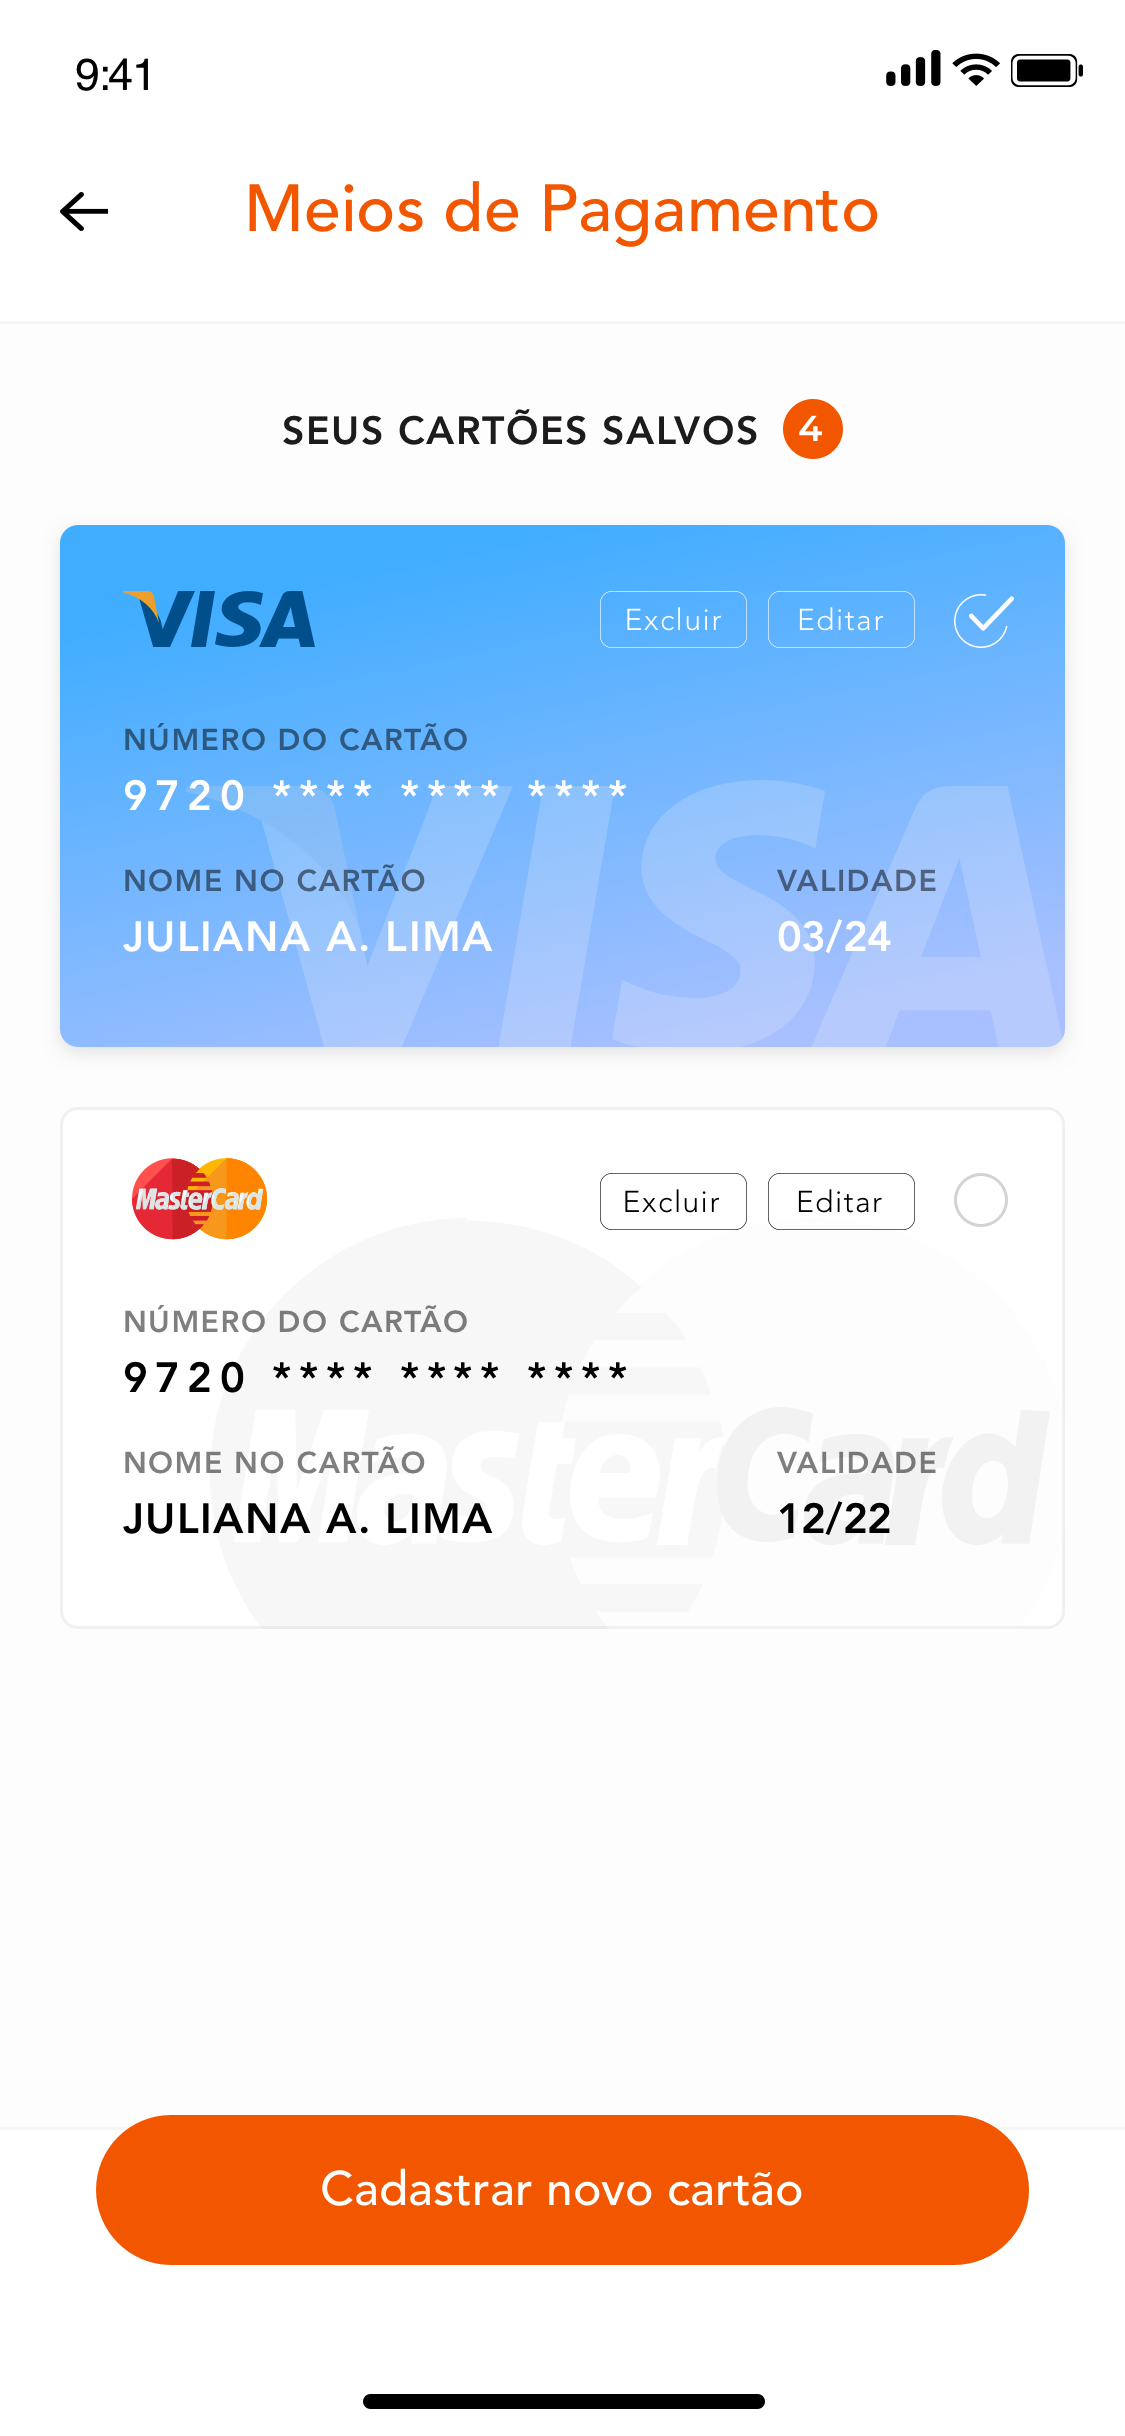 9:41
Meios de Pagamento
SEUS CARTÕES SALVOS 4
VISA Excluir Editar
NÚMERO DO CARTÃO
9720 **** **** ****
NOME NO CARTÃO VALIDADE
JULIANA A. LIMA 03/24
VISA
MasterCard Excluir Editar
NÚMERO DO CARTÃO
9720 **** **** ****
NOME NO CARTÃO VALIDADE
JULIANA A. LIMA 12/22
MasterCard
Cadastrar novo cartão